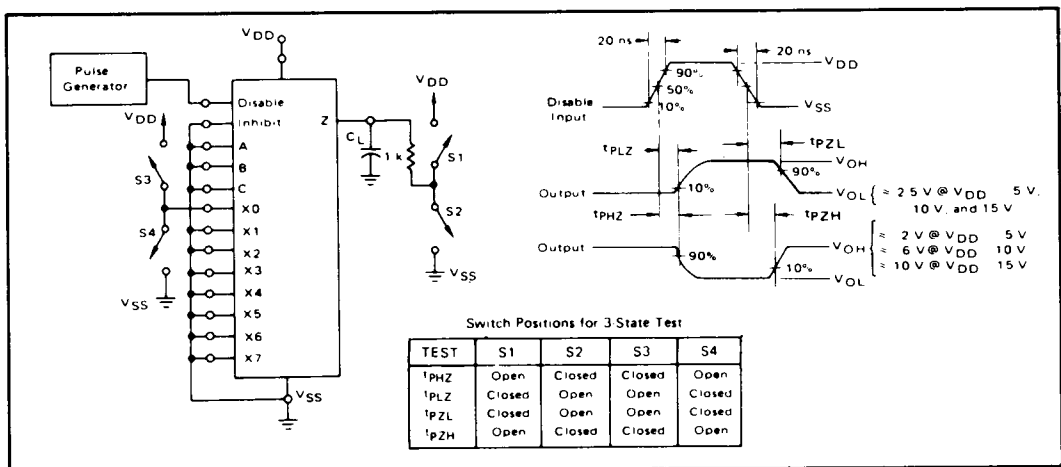 VDD
Pulse
Generator
Disable
Inhibit
A
B
C
X0
X1
X2
X3
X4
X5
X6
X7
Z
VDD
S3
S4
VSS
VSS
CL
1 k
VDD
S1
S2
VSS
20 ns
20 ns
VDD
90%
50%
10%
Disable
Input
VSS
tPZL
tPLZ
VOH
90%
10%
Output
VOL { ≈ 2.5 V @ VDD 5 V,
10 V, and 15 V
tPHZ
tPZH
Output
90%
10%
VOH
VOL
≈ 2 V @ VDD 5 V
≈ 6 V @ VDD 10 V
≈ 10 V @ VDD 15 V
Switch Positions for 3-State Test
TEST S1 S2 S3 S4
tPHZ Open Closed Closed Open
tPLZ Closed Open Open Closed
tPZL Closed Open Open Closed
tPZH Open Closed Closed Open